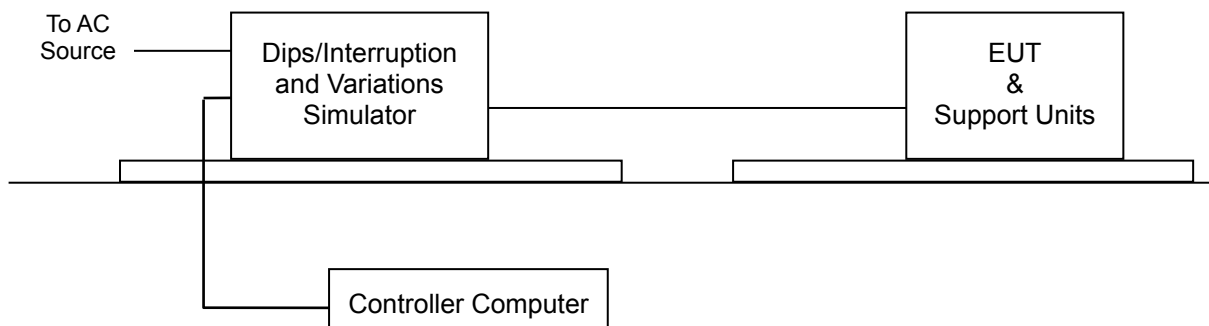 To AC
Source
Dips/Interruption
and Variations
Simulator
EUT
&
Support Units
Controller Computer